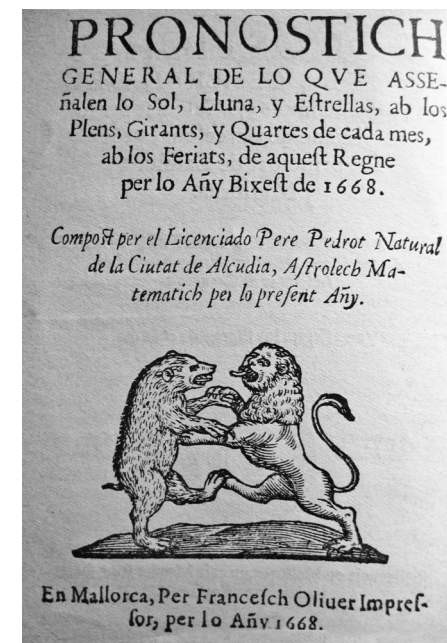 PRONOSTICH
GENERAL DE LO QVE ASSE-
ñalen lo Sol, Lluna, y Eſtrellas, ab los
Plens, Girants, y Quartes de cada mes,
ab los Feriats, de aqueſt Regne
per lo Añy Bixeſt de 1668.
Compoſt per el Licenciado Pere Pedrot Natural
de la Ciutat de Alcudia, Aſtrolech Ma-
tematich per lo preſent Añy.
En Mallorca, Per Franceſch Oliuer Impreſ-
ſor, per lo Añy 1668.